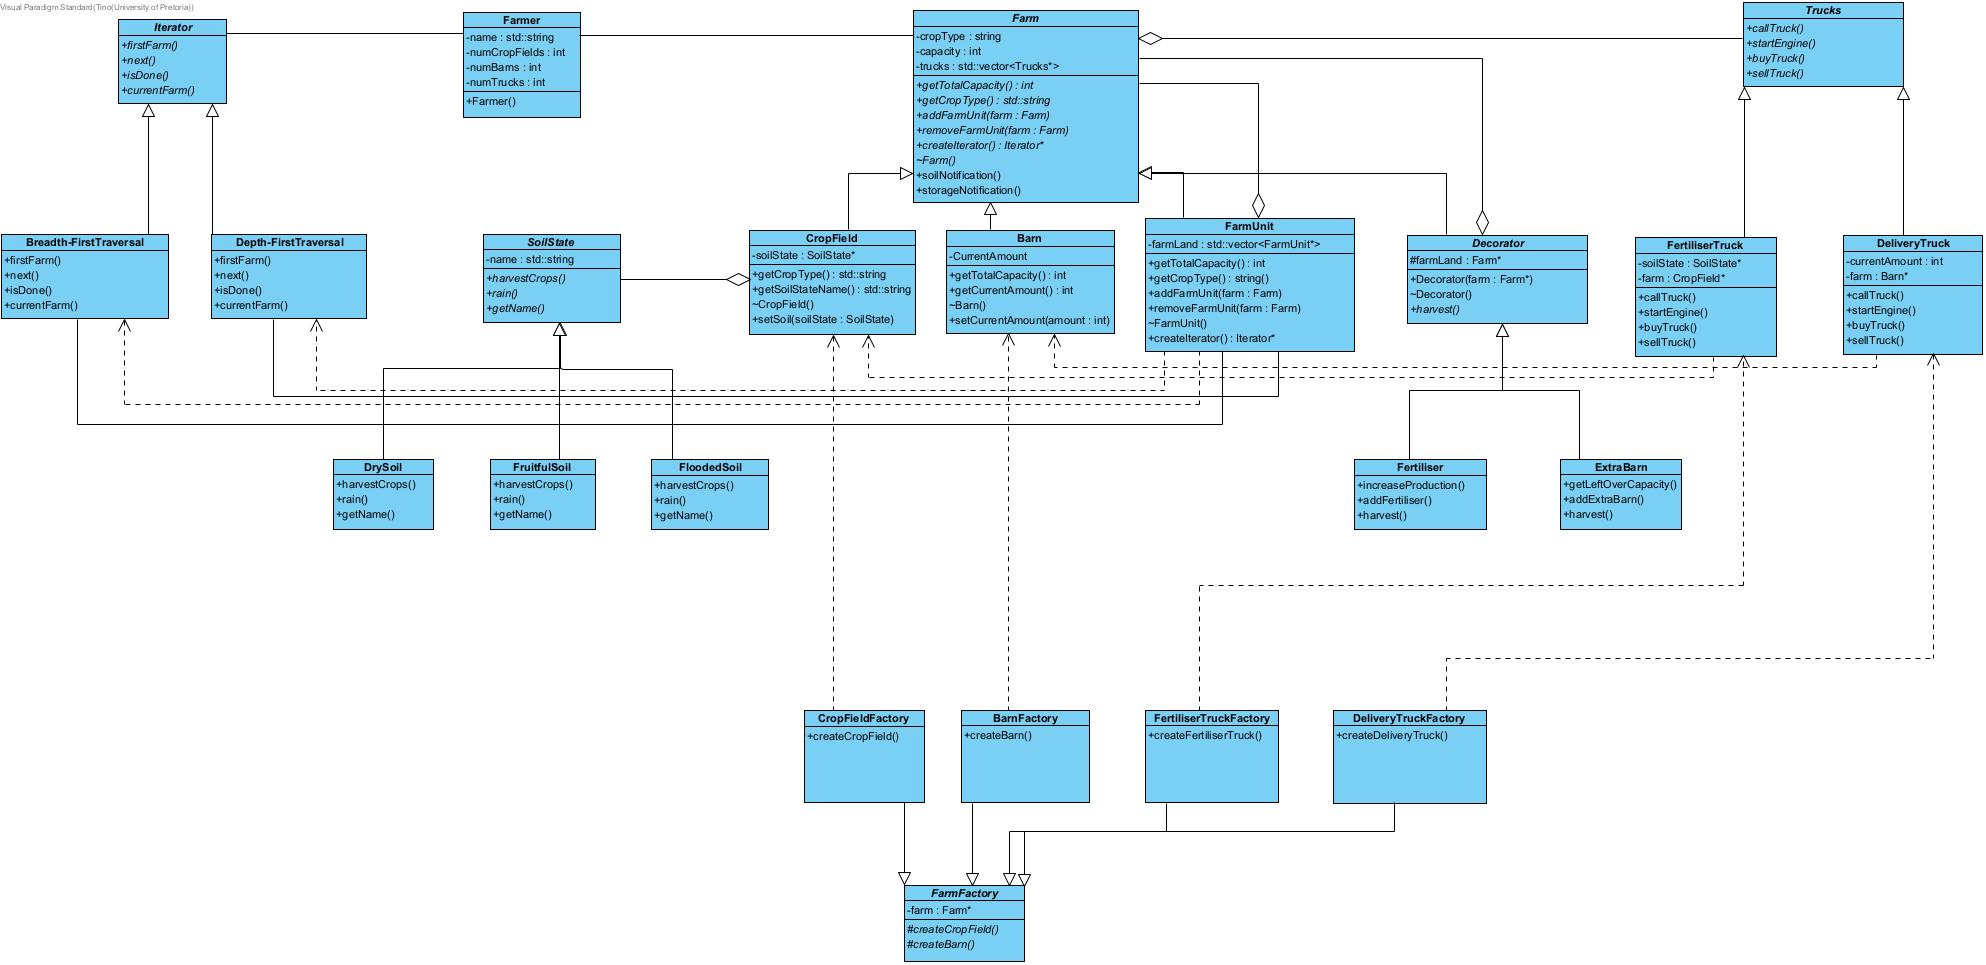 Visual Paradigm Standard(Tino(University of Pretoria))
Iterator
+firstFarm()
+next()
+isDone()
+currentFarm()
Farmer
-name : std::string
-numCropFields : int
-numBarns : int
-numTrucks : int
+Farmer()
Farm
-cropType : string
-capacity : int
-trucks : std::vector<Trucks*>
+getTotalCapacity() : int
+getCropType() : std::string
+addFarmUnit(farm : Farm)
+removeFarmUnit(farm : Farm)
+createIterator() : Iterator*
~Farm()
+soilNotification()
+storageNotification()
Trucks
+callTruck()
+startEngine()
+buyTruck()
+sellTruck()
Breadth-FirstTraversal
+firstFarm()
+next()
+isDone()
+currentFarm()
Depth-FirstTraversal
+firstFarm()
+next()
+isDone()
+currentFarm()
SoilState
-name : std::string
+harvestCrops()
+rain()
+getName()
CropField
-soilState : SoilState*
+getCropType() : std::string
+getSoilStateName() : std::string
~CropField()
+setSoil(soilState : SoilState)
Barn
-CurrentAmount
+getTotalCapacity() : int
+getCurrentAmount() : int
~Barn()
+setCurrentAmount(amount : int)
FarmUnit
-farmLand : std::vector<FarmUnit*>
+getTotalCapacity() : int
+getCropType() : string()
+addFarmUnit(farm : Farm)
+removeFarmUnit(farm : Farm)
~FarmUnit()
+createIterator() : Iterator*
Decorator
#farmLand : Farm*
+Decorator(farm : Farm*)
~Decorator()
+harvest()
FertiliserTruck
-soilState : SoilState*
-farm : CropField*
+callTruck()
+startEngine()
+buyTruck()
+sellTruck()
DeliveryTruck
-currentAmount : int
-farm : Barn*
+callTruck()
+startEngine()
+buyTruck()
+sellTruck()
DrySoil
+harvestCrops()
+rain()
+getName()
FruitfulSoil
+harvestCrops()
+rain()
+getName()
FloodedSoil
+harvestCrops()
+rain()
+getName()
Fertiliser
+increaseProduction()
+addFertiliser()
+harvest()
ExtraBarn
+getLeftOverCapacity()
+addExtraBarn()
+harvest()
CropFieldFactory
+createCropField()
BarnFactory
+createBarn()
FertiliserTruckFactory
+createFertiliserTruck()
DeliveryTruckFactory
+createDeliveryTruck()
FarmFactory
-farm : Farm*
#createCropField()
#createBarn()